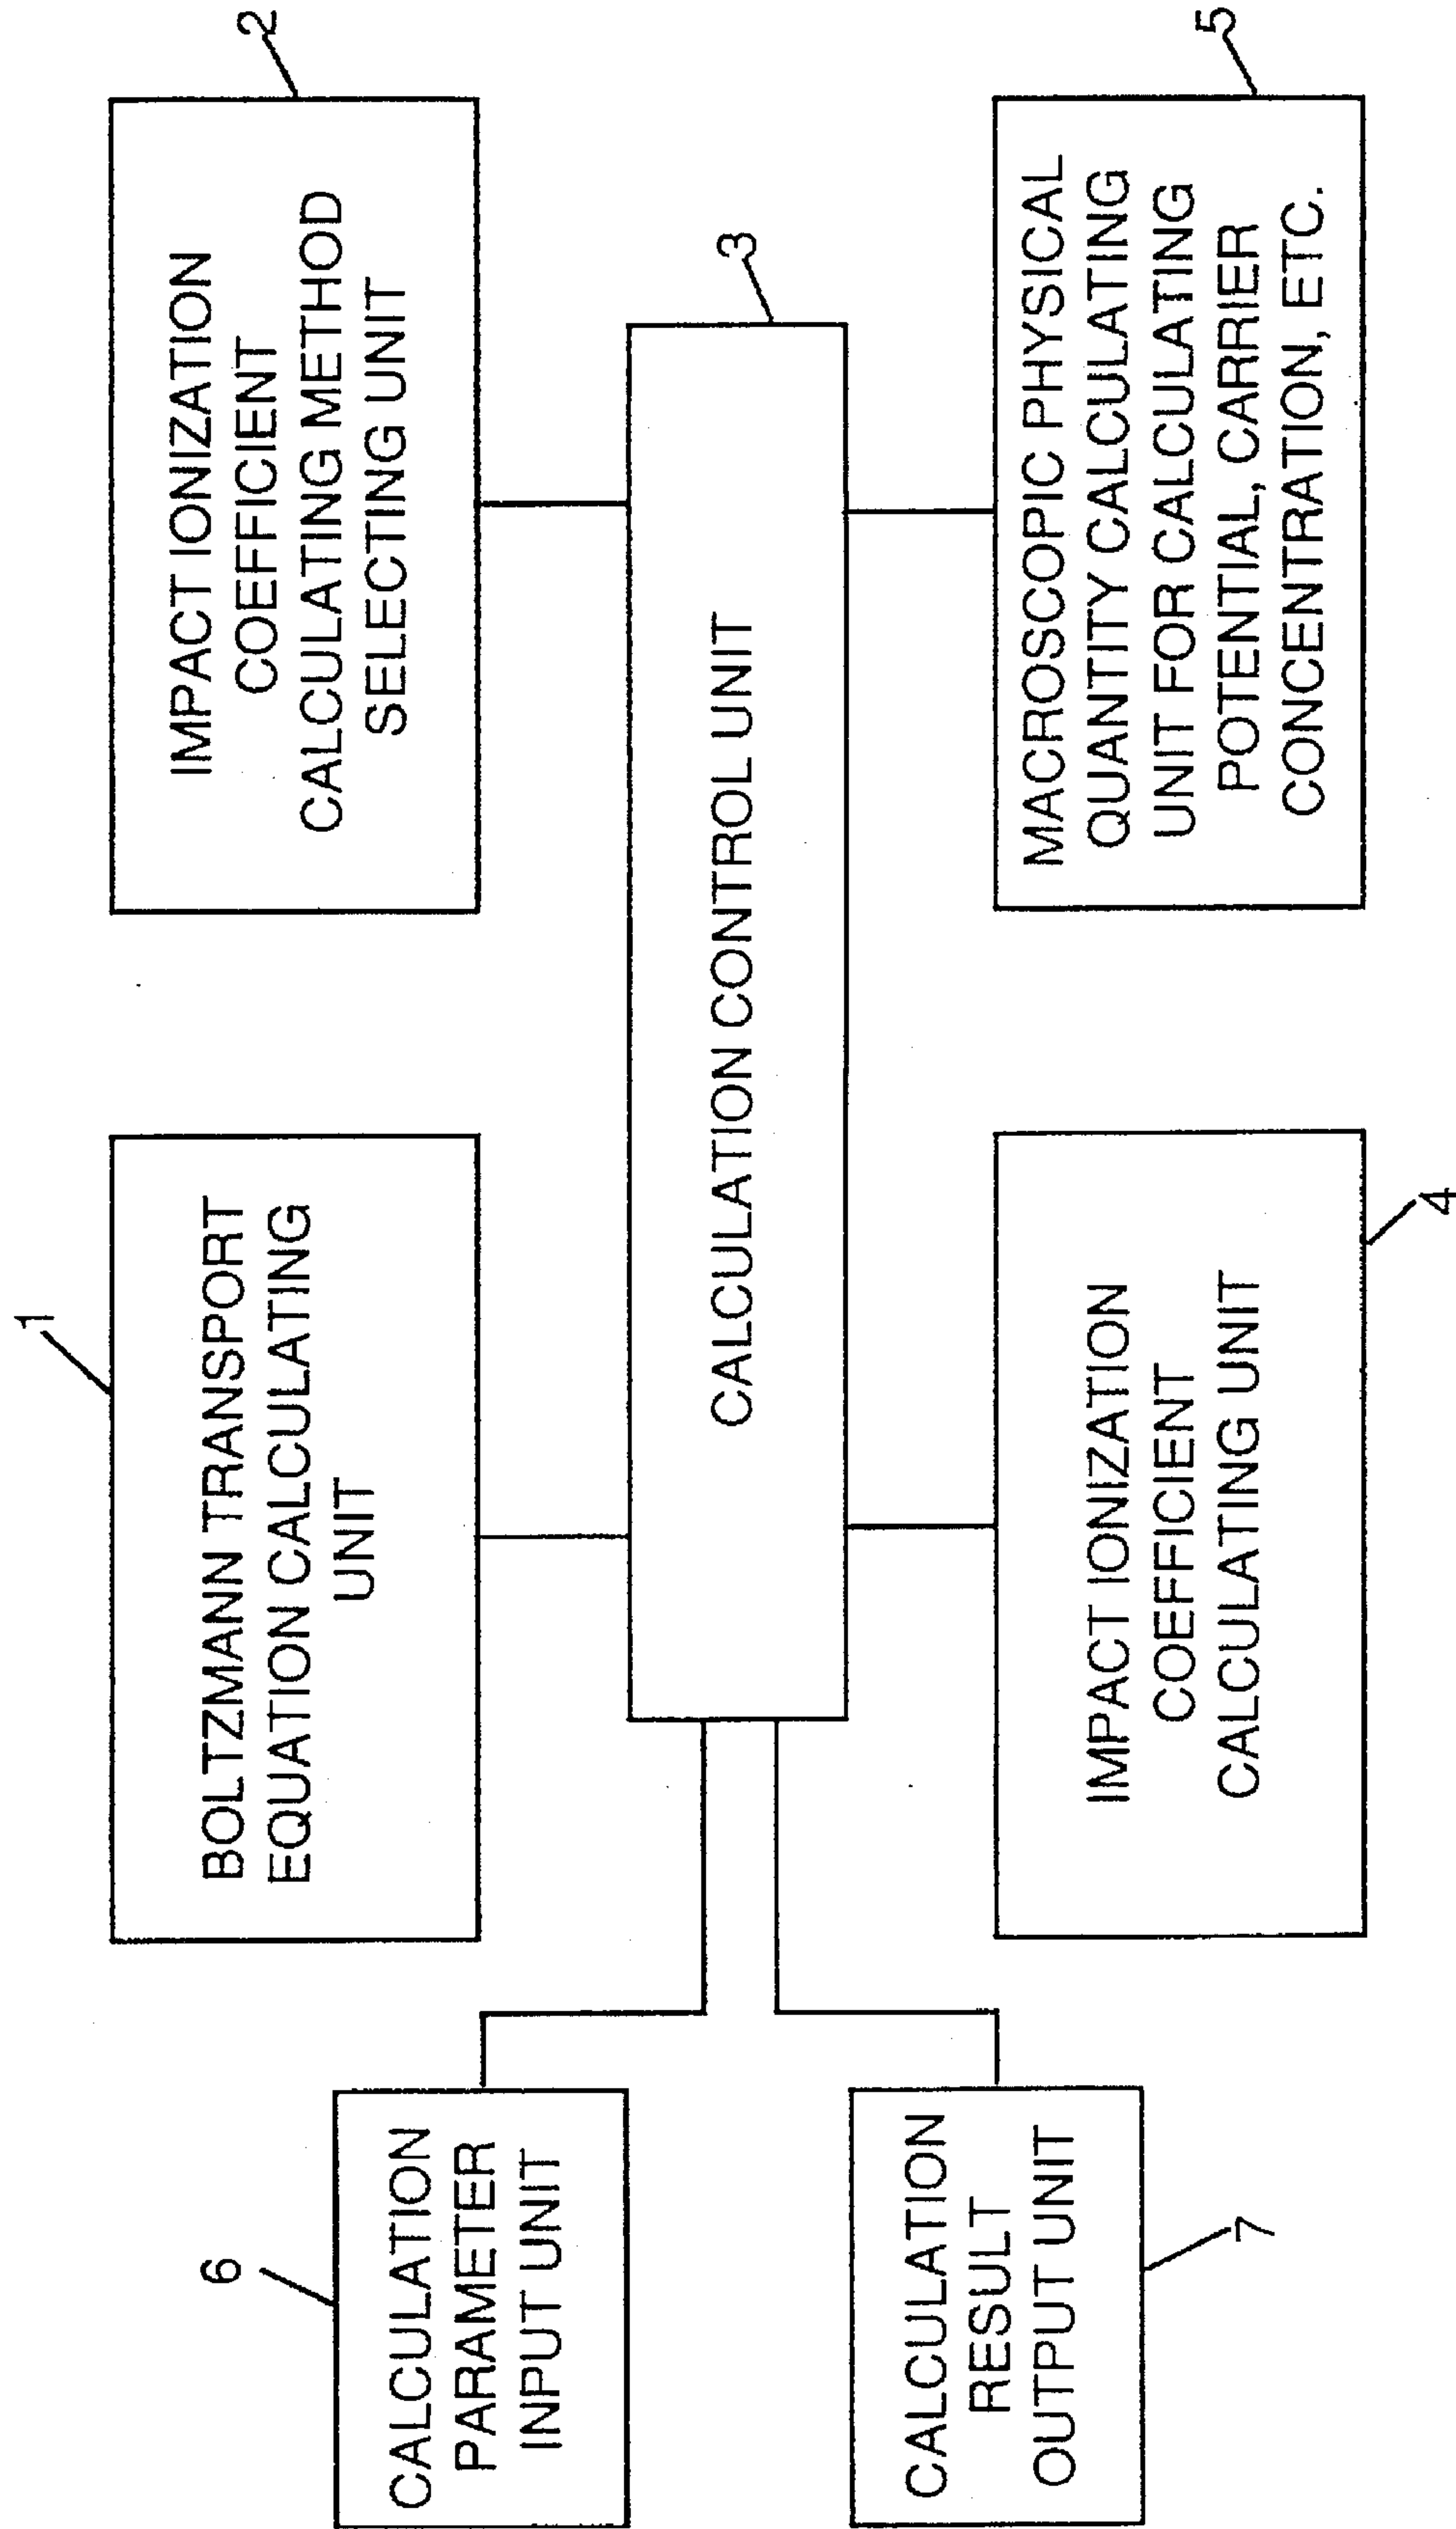 1
BOLTZMANN TRANSPORT
EQUATION CALCULATING
UNIT
2
IMPACT IONIZATION
COEFFICIENT
CALCULATING METHOD
SELECTING UNIT
6
CALCULATION
PARAMETER
INPUT UNIT
3
CALCULATION CONTROL UNIT
CALCULATION
RESULT
OUTPUT UNIT
7
IMPACT IONIZATION
COEFFICIENT
CALCULATING UNIT
4
MACROSCOPIC PHYSICAL
QUANTITY CALCULATING
UNIT FOR CALCULATING
POTENTIAL, CARRIER
CONCENTRATION, ETC.
5